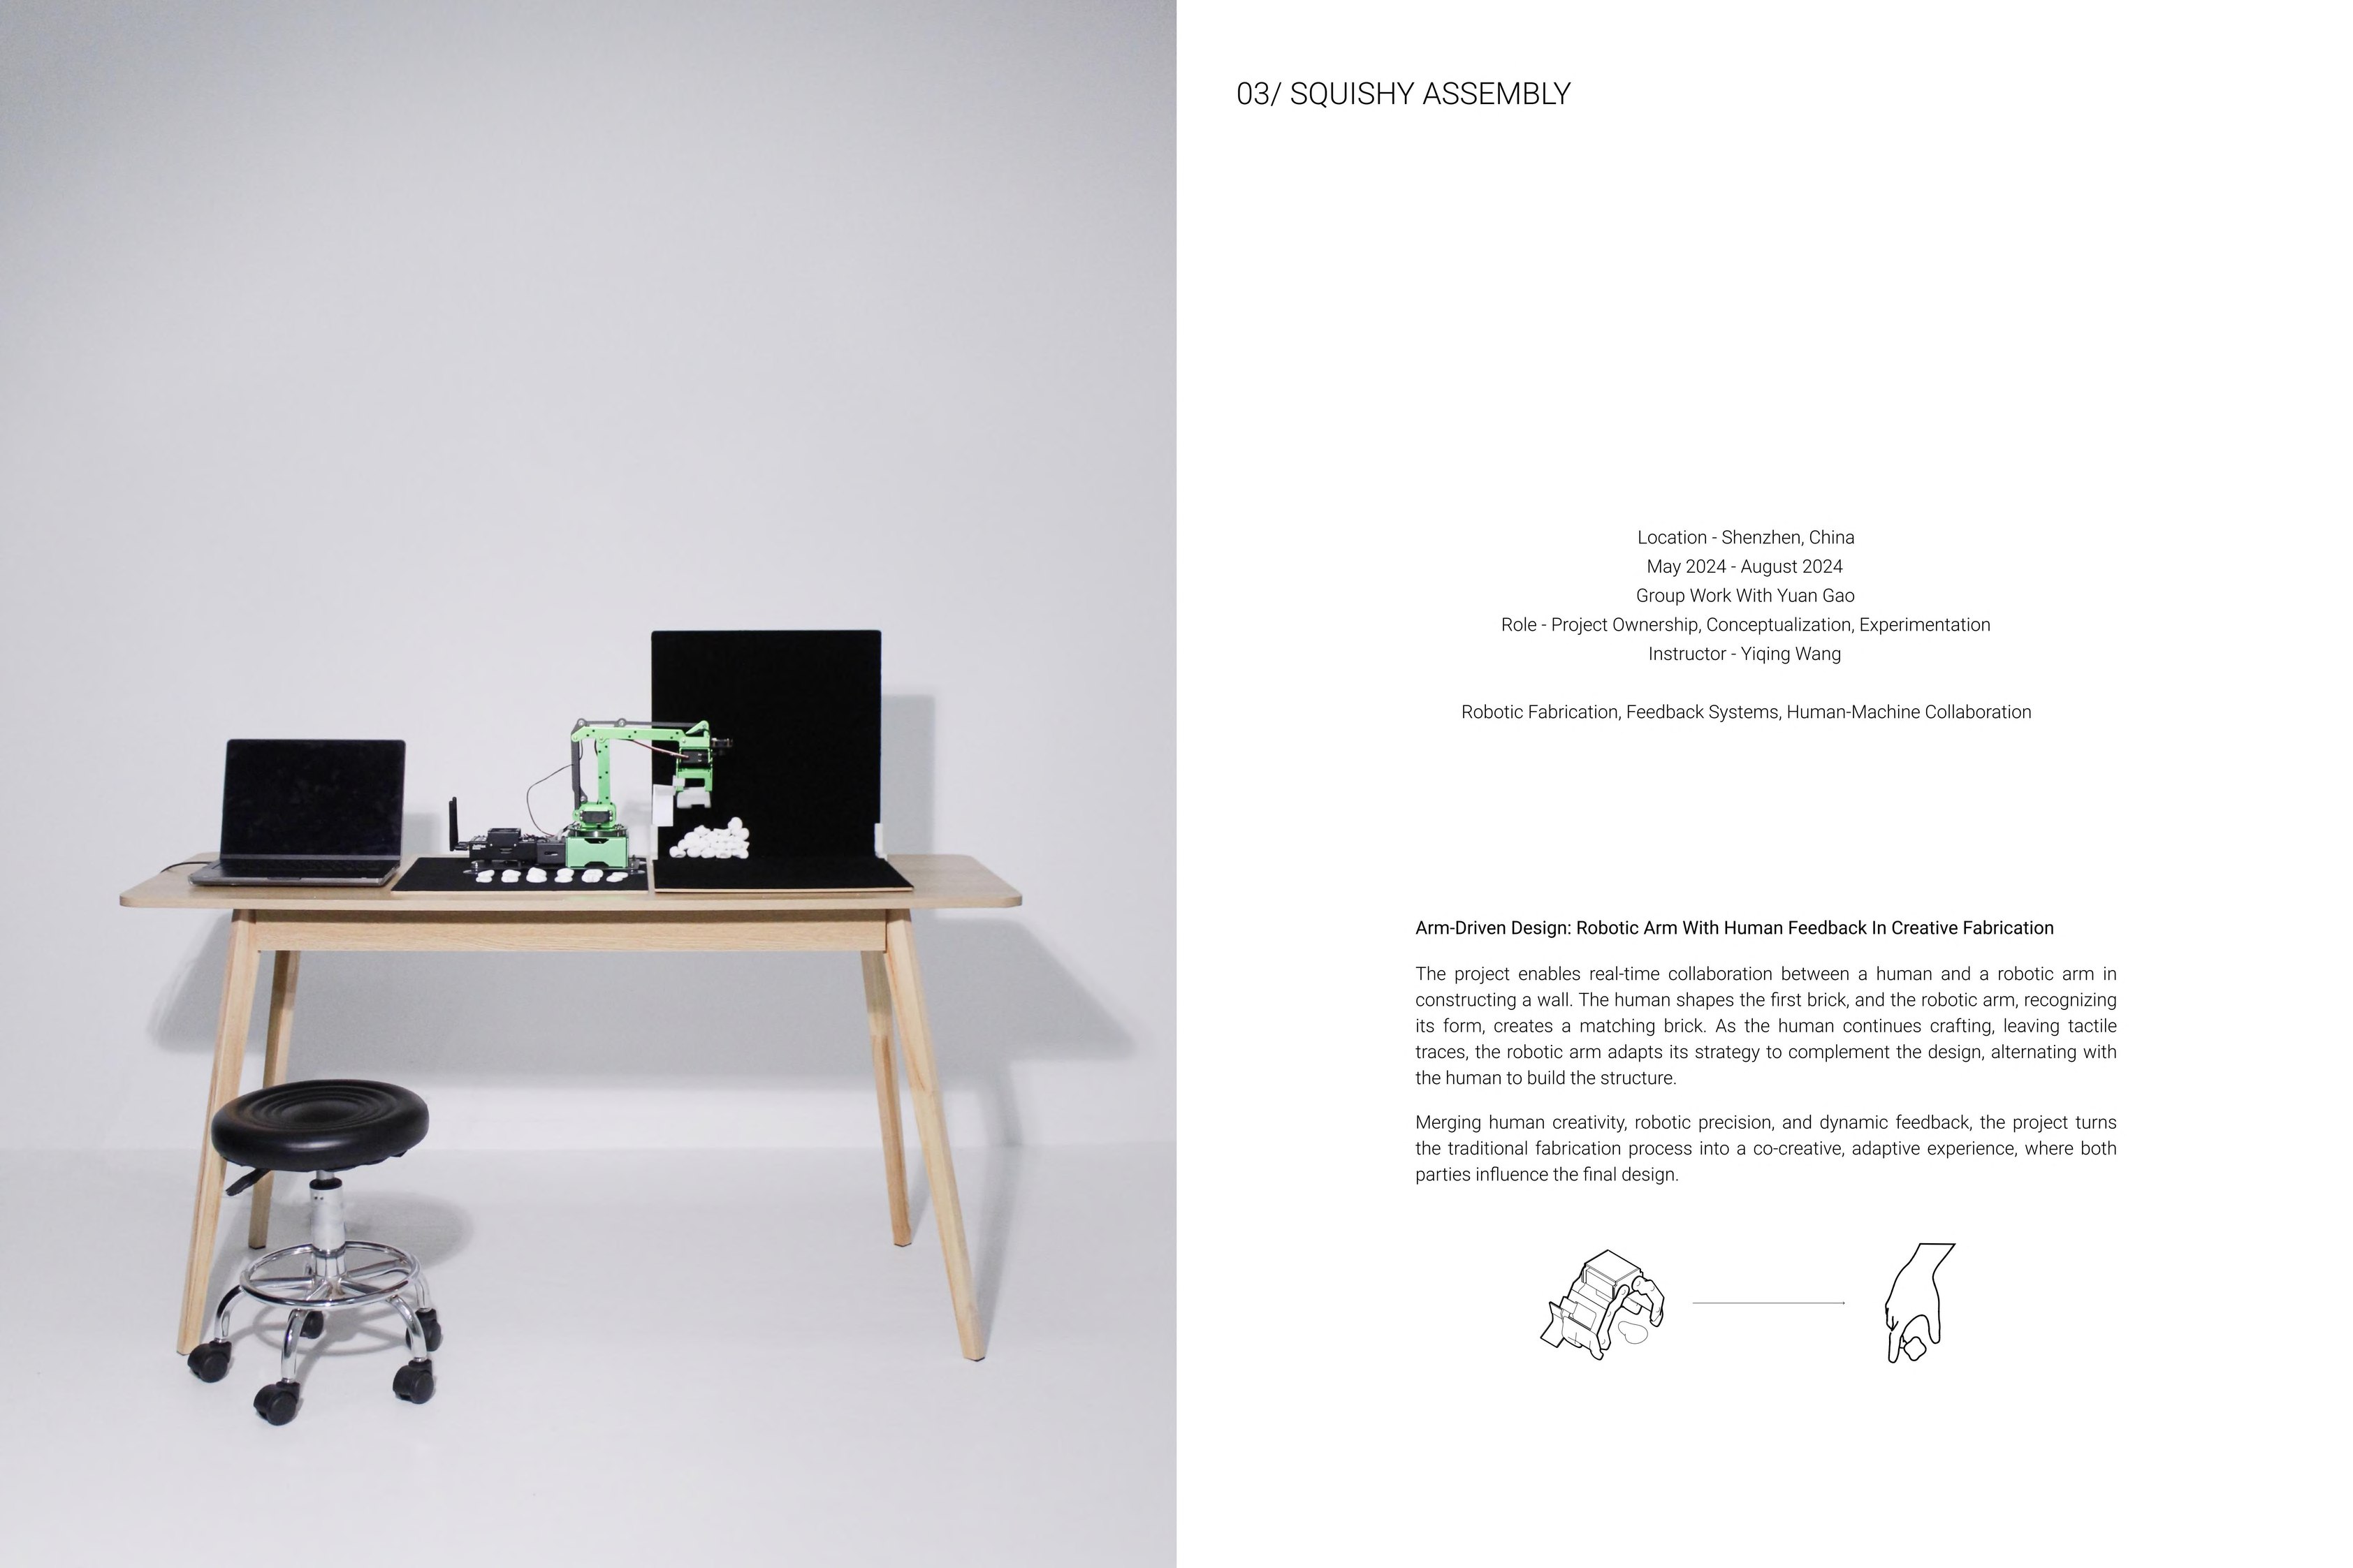 03/ SQUISHY ASSEMBLY
Location - Shenzhen, China
May 2024 - August 2024
Group Work With Yuan Gao
Role - Project Ownership, Conceptualization, Experimentation
Instructor - Yiqing Wang
Robotic Fabrication, Feedback Systems, Human-Machine Collaboration
Arm-Driven Design: Robotic Arm With Human Feedback In Creative Fabrication
The project enables real-time collaboration between a human and a robotic arm in
constructing a wall. The human shapes the first brick, and the robotic arm, recognizing
its form, creates a matching brick. As the human continues crafting, leaving tactile
traces, the robotic arm adapts its strategy to complement the design, alternating with
the human to build the structure.
Merging human creativity, robotic precision, and dynamic feedback, the project turns
the traditional fabrication process into a co-creative, adaptive experience, where both
parties influence the final design.